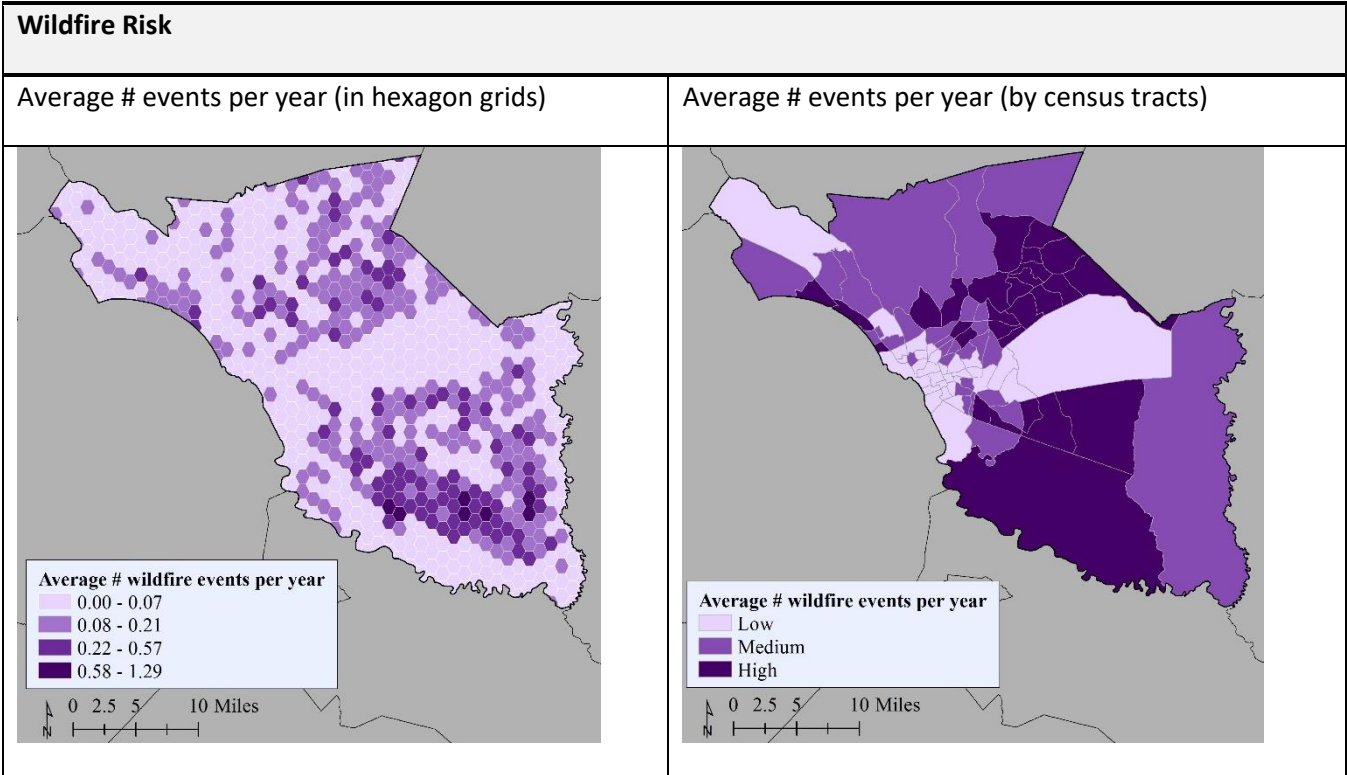 Wildfire Risk
Average # events per year (in hexagon grids)
Average # events per year (by census tracts)
Average # wildfire events per year
0.00 - 0.07
0.08 - 0.21
0.22 - 0.57
0.58 - 1.29
N
0 2.5 5 10 Miles
Average # wildfire events per year
Low
Medium
High
N
0 2.5 5 10 Miles